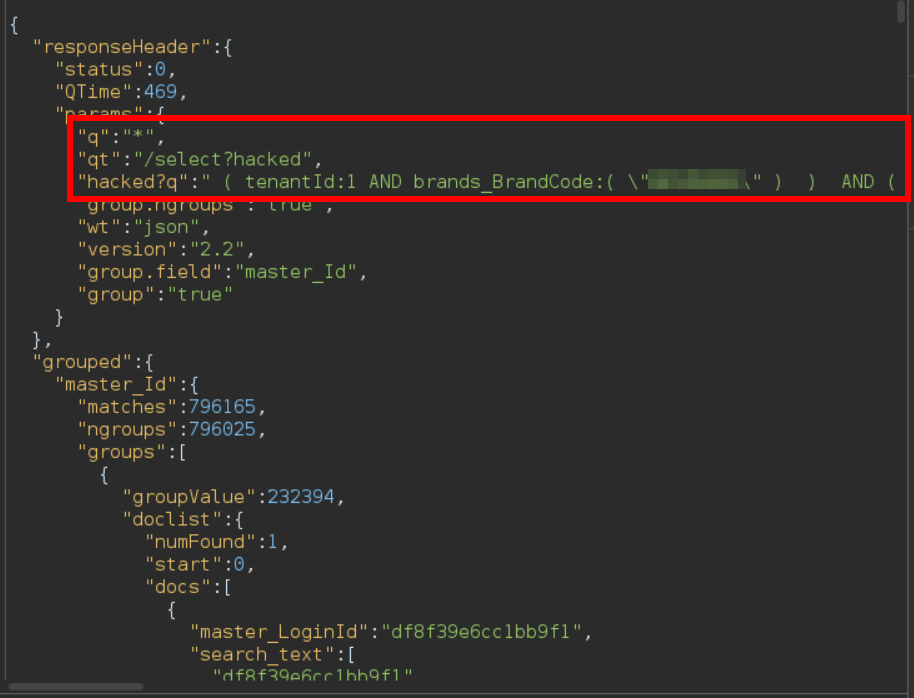 {
"responseHeader":{
"status":0,
"QTime":469,
"params":{
"q":"*",
"qt":"/select?hacked",
"hacked?q":" ( tenantId:1 AND brands_BrandCode:( \" \" ) ) AND (
"group.ngroups":"true",
"wt":"json",
"version":"2.2",
"group.field":"master_Id",
"group":"true"
}
},
"grouped":{
"master_Id":{
"matches":796165,
"ngroups":796025,
"groups":[
{
"groupValue":232394,
"doclist":{
"numFound":1,
"start":0,
"docs":[
{
"master_LoginId":"df8f39e6cc1bb9f1",
"search_text":[
"df8f39e6cc1bb9f1"